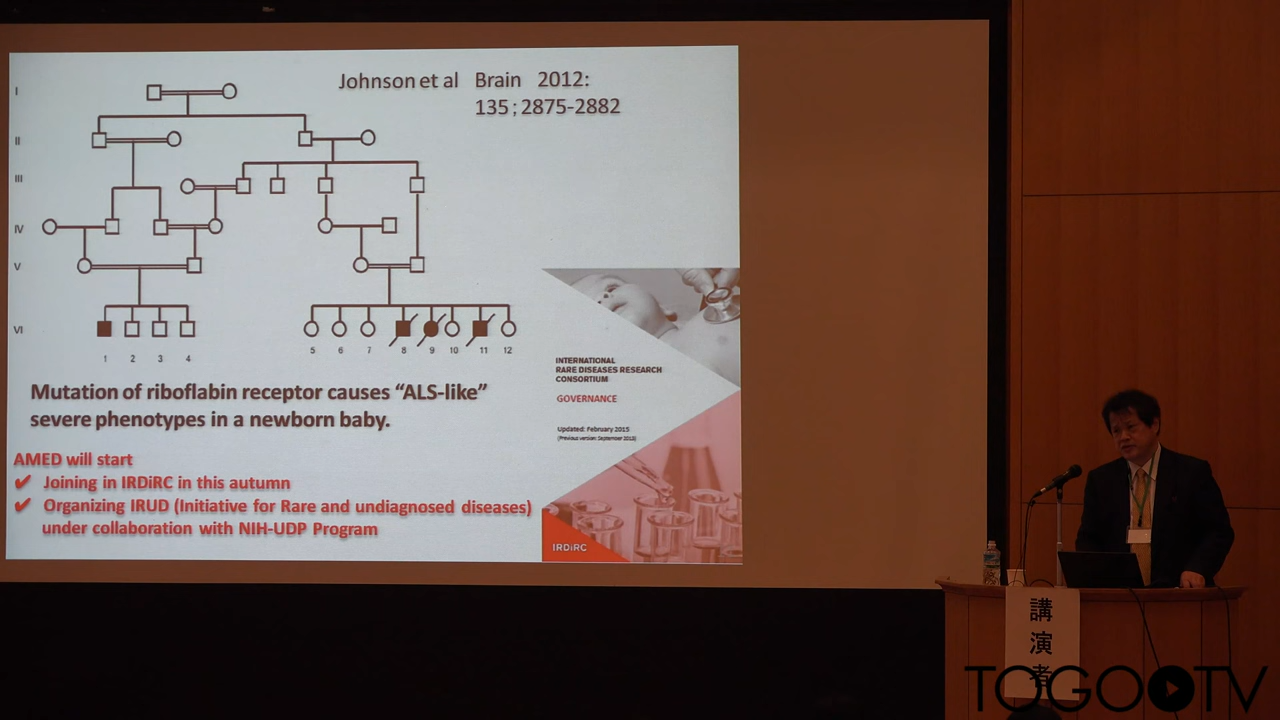 Johnson et al Brain 2012:
135 ; 2875-2882
I
II
III
IV
V
VI
1 2 3 4 5 6 7 8 9 10 11 12
Mutation of riboflabin receptor causes “ALS-like”
severe phenotypes in a newborn baby.
AMED will start
✔ Joining in IRDiRC in this autumn
✔ Organizing IRUD (Initiative for Rare and undiagnosed diseases)
under collaboration with NIH-UDP Program
INTERNATIONAL
RARE DISEASES RESEARCH
CONSORTIUM
GOVERNANCE
Updated: February 2015
IRDiRC
講演者
TOGOTV